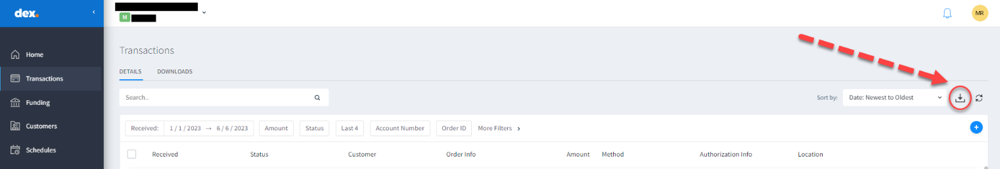 dex.
M
MR
Home
Transactions
Funding
Customers
Schedules
Transactions
DETAILS DOWNLOADS
Search.. Sort by: Date: Newest to Oldest
Received: 1 / 1 / 2023 → 6 / 6 / 2023 Amount Status Last 4 Account Number Order ID More Filters
Received Status Customer Order Info Amount Method Authorization Info Location